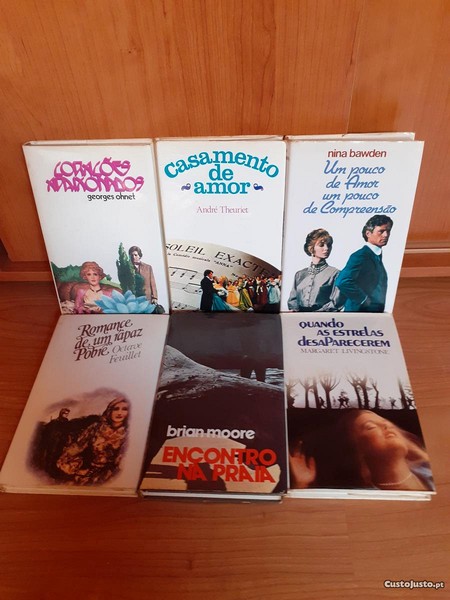 CORAÇÕES
APAIXONADOS
georges ohnet
casamento
de
amor
André Theuriet
SOLEIL EXACTE
nina bawden
Um pouco
de Amor
um pouco
de Compreensão
Romance
de um rapaz
Pobre
Octave
Feuillet
brian moore
ENCONTRO
NA PRAIA
QUANDO
AS ESTRELAS
DESAPARECEREM
MARGARET LIVINGSTONE
CustoJusto.pt